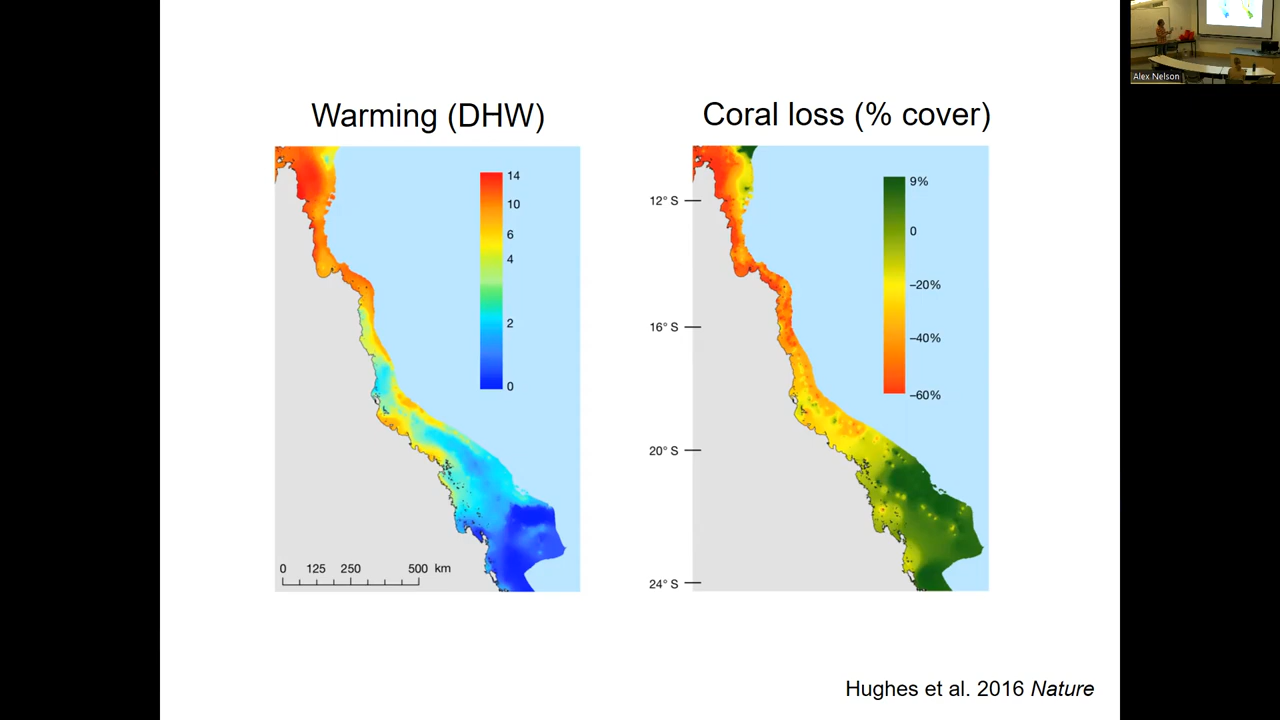 Warming (DHW)
Coral loss (% cover)
14
10
6
4
2
0
0 125 250 500 km
12° S
16° S
20° S
24° S
9%
0
−20%
−40%
−60%
Hughes et al. 2016 Nature
Alex Nelson